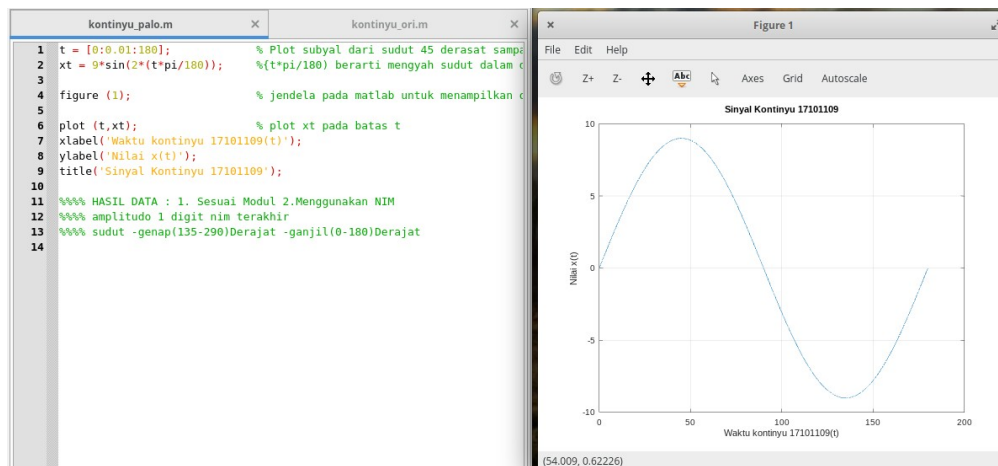 kontinyu_palo.m × kontinyu_ori.m ×
1 t = [0:0.01:180]; % Plot subyal dari sudut 45 derasat sampa
2 xt = 9*sin(2*(t*pi/180)); %{t*pi/180) berarti mengyah sudut dalam
3
4 figure (1); % jendela pada matlab untuk menampilkan
5
6 plot (t,xt); % plot xt pada batas t
7 xlabel('Waktu kontinyu 17101109(t)');
8 ylabel('Nilai x(t)');
9 title('Sinyal Kontinyu 17101109');
10
11 %%%% HASIL DATA : 1. Sesuai Modul 2.Menggunakan NIM
12 %%%% amplitudo 1 digit nim terakhir
13 %%%% sudut -genap(135-290)Derajat -ganjil(0-180)Derajat
14
× Figure 1
File Edit Help
Z+ Z- Abc Axes Grid Autoscale
Sinyal Kontinyu 17101109
10
5
0
-5
-10
Nilai x(t)
0 50 100 150 200
Waktu kontinyu 17101109(t)
(54.009, 0.62226)